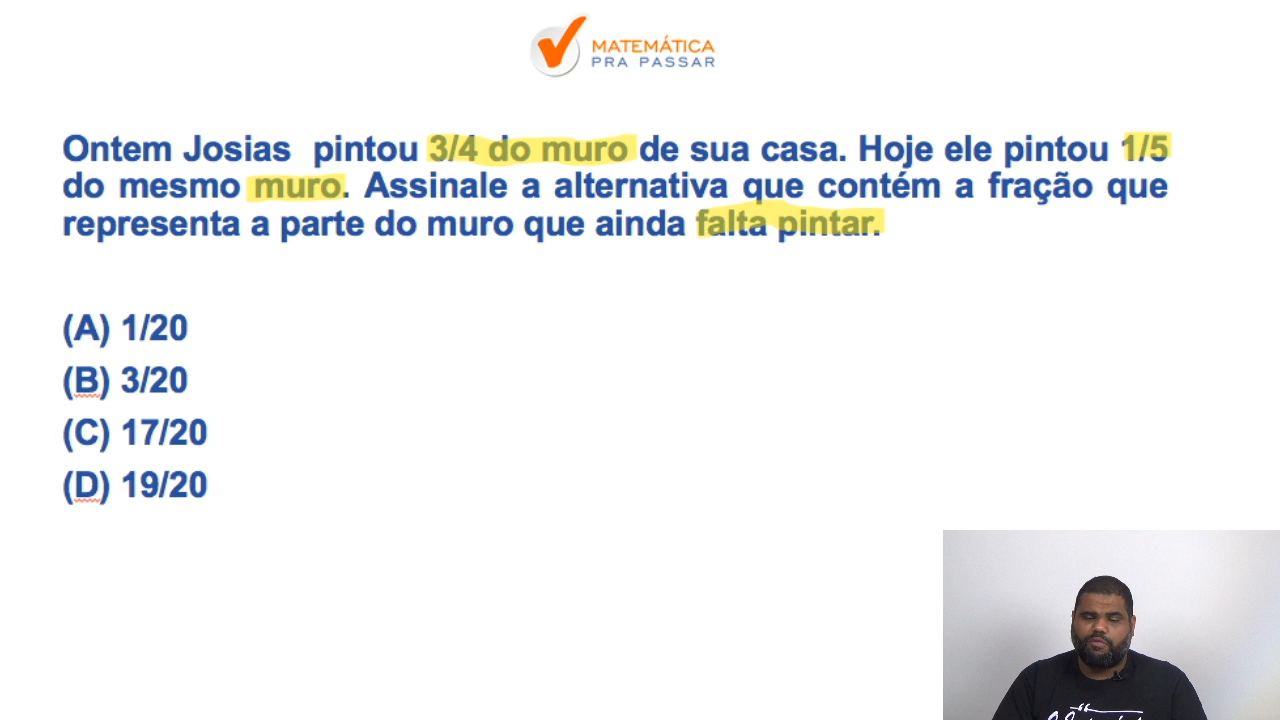 MATEMÁTICA
PRA PASSAR
Ontem Josias pintou 3/4 do muro de sua casa. Hoje ele pintou 1/5
do mesmo muro. Assinale a alternativa que contém a fração que
representa a parte do muro que ainda falta pintar.
(A) 1/20
(B) 3/20
(C) 17/20
(D) 19/20